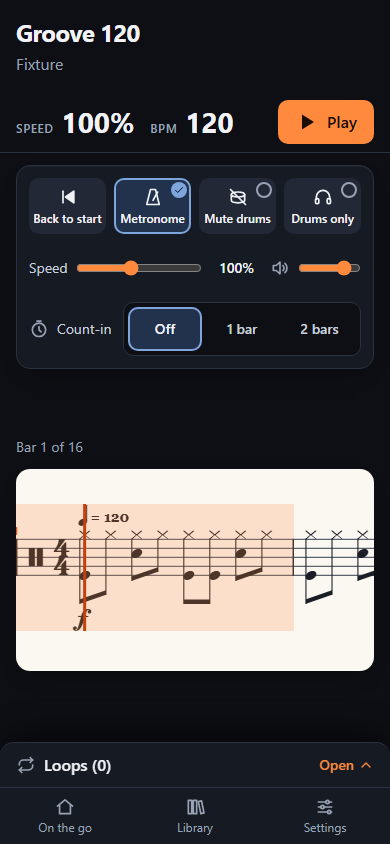 Groove 120
Fixture
SPEED 100% BPM 120 Play
Back to start Metronome Mute drums Drums only
Speed 100%
Count-in Off 1 bar 2 bars
Bar 1 of 16
= 120
4
4
f
Loops (0) Open
On the go Library Settings